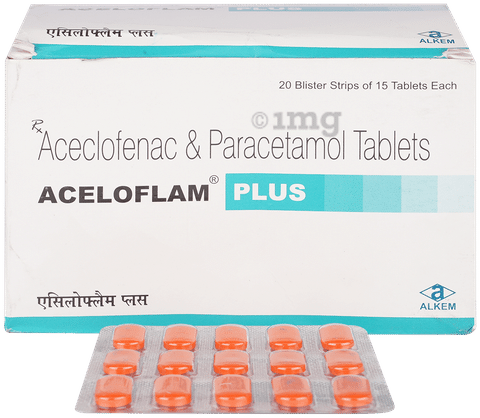 एसिलोफ्लैम प्लस
ALKEM
20 Blister Strips of 15 Tablets Each
©1mg
Rx Aceclofenac & Paracetamol Tablets
ACELOFLAM® PLUS
एसिलोफ्लैम प्लस
ALKEM